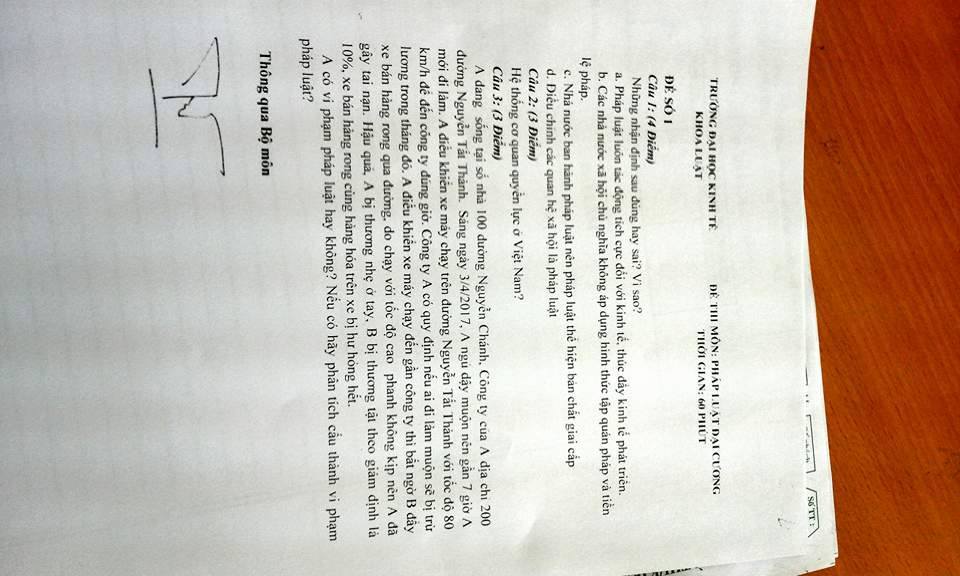 Số TT :
TRƯỜNG ĐẠI HỌC KINH TẾ ĐỀ THI MÔN: PHÁP LUẬT ĐẠI CƯƠNG
KHOA LUẬT THỜI GIAN: 60 PHÚT
ĐỀ SỐ 1
Câu 1: (4 Điểm)
Những nhận định sau đúng hay sai? Vì sao?
a. Pháp luật luôn tác động tích cực đối với kinh tế, thúc đẩy kinh tế phát triển.
b. Các nhà nước xã hội chủ nghĩa không áp dụng hình thức tập quán pháp và tiền
lệ pháp.
c. Nhà nước ban hành pháp luật nên pháp luật thể hiện bản chất giai cấp
d. Điều chỉnh các quan hệ xã hội là pháp luật
Câu 2: (3 Điểm)
Hệ thống cơ quan quyền lực ở Việt Nam?
Câu 3: (3 Điểm)
A đang sống tại số nhà 100 đường Nguyễn Chánh, Công ty của A địa chỉ 200
đường Nguyễn Tất Thành. Sáng ngày 3/4/2017, A ngủ dậy muộn nên gần 7 giờ A
mới đi làm. A điều khiển xe máy chạy trên đường Nguyễn Tất Thành với tốc độ 80
km/h để đến công ty đúng giờ. Công ty A có quy định nếu ai đi làm muộn sẽ bị trừ
lương trong tháng đó. A điều khiển xe máy chạy đến gần công ty thì bất ngờ B đẩy
xe bán hàng rong qua đường, do chạy với tốc độ cao phanh không kịp nên A đã
gây tai nạn. Hậu quả, A bị thương nhẹ ở tay, B bị thương tật theo giám định là
10%, xe bán hàng rong cùng hàng hóa trên xe bị hư hỏng hết.
A có vi phạm pháp luật hay không? Nếu có hãy phân tích cấu thành vi phạm
pháp luật?
Thông qua Bộ môn